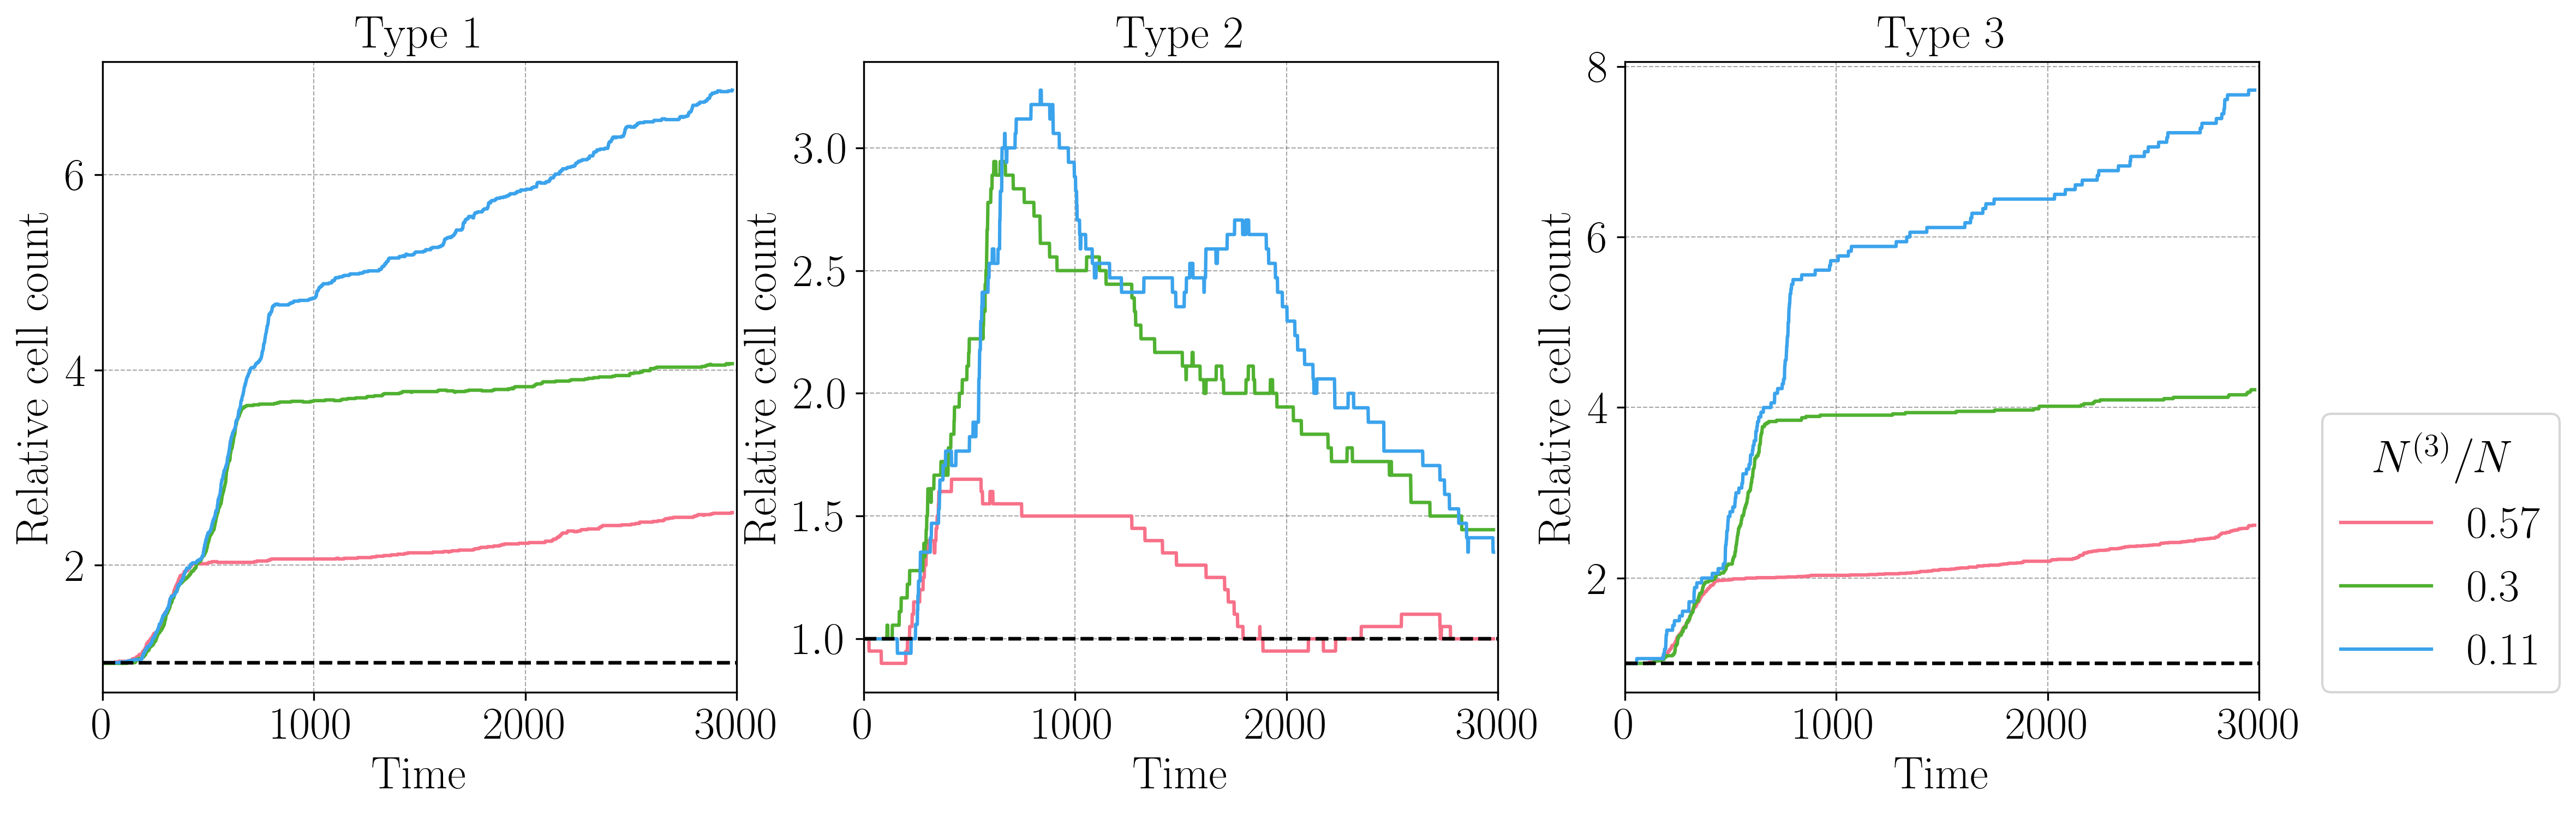 Type 1
Relative cell count
6
4
2
0 1000 2000 3000
Time
Type 2
Relative cell count
3.0
2.5
2.0
1.5
1.0
0 1000 2000 3000
Time
Type 3
Relative cell count
8
6
4
2
0 1000 2000 3000
Time
N^{(3)}/N
0.57
0.3
0.11